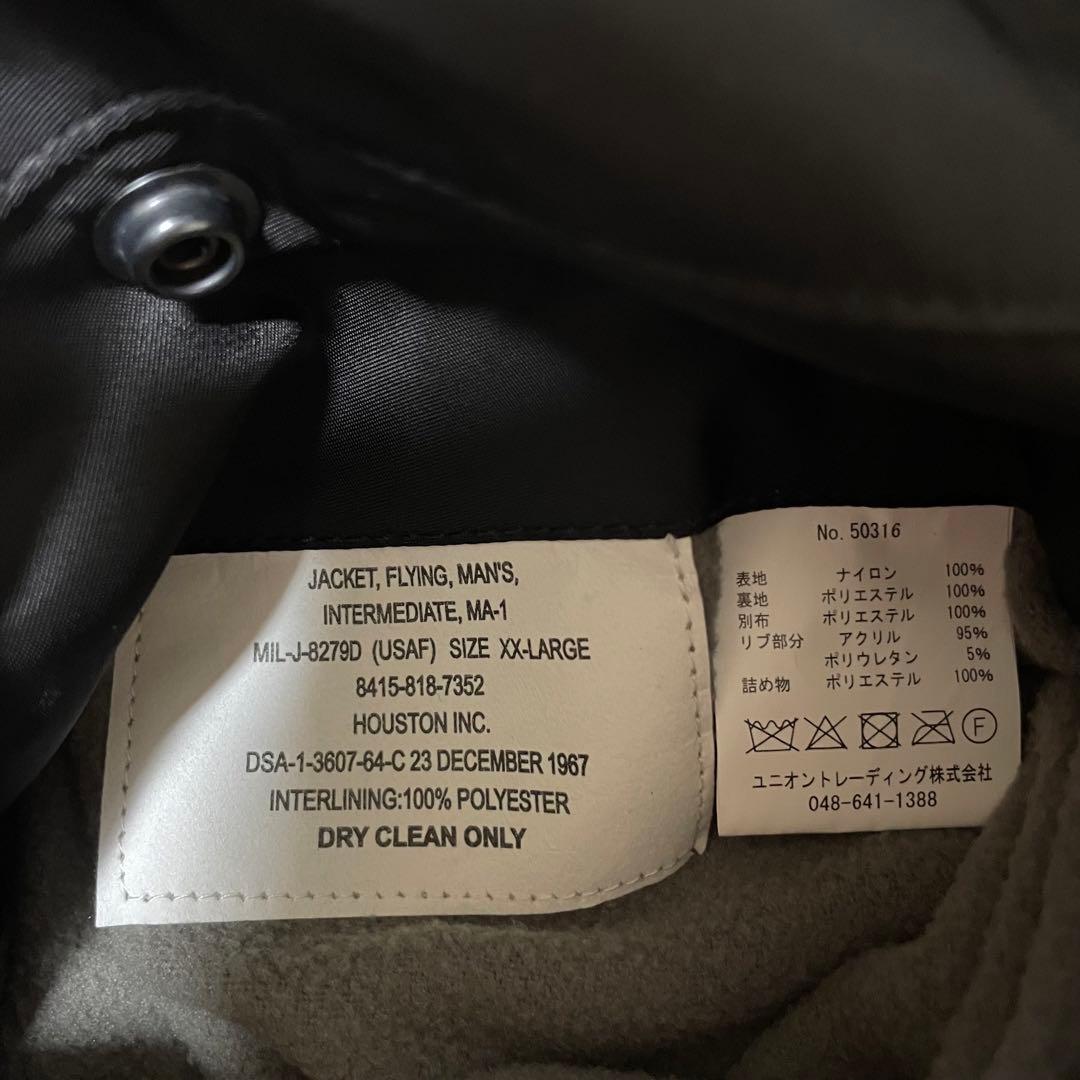 JACKET, FLYING, MAN'S,
INTERMEDIATE, MA-1
MIL-J-8279D (USAF) SIZE XX-LARGE
8415-818-7352
HOUSTON INC.
DSA-1-3607-64-C 23 DECEMBER 1967
INTERLINING:100% POLYESTER
DRY CLEAN ONLY
No. 50316
表地 ナイロン 100%
裏地 ポリエステル 100%
別布 ポリエステル 100%
リブ部分 アクリル 95%
ポリウレタン 5%
詰め物 ポリエステル 100%
F
ユニオントレーディング株式会社
048-641-1388